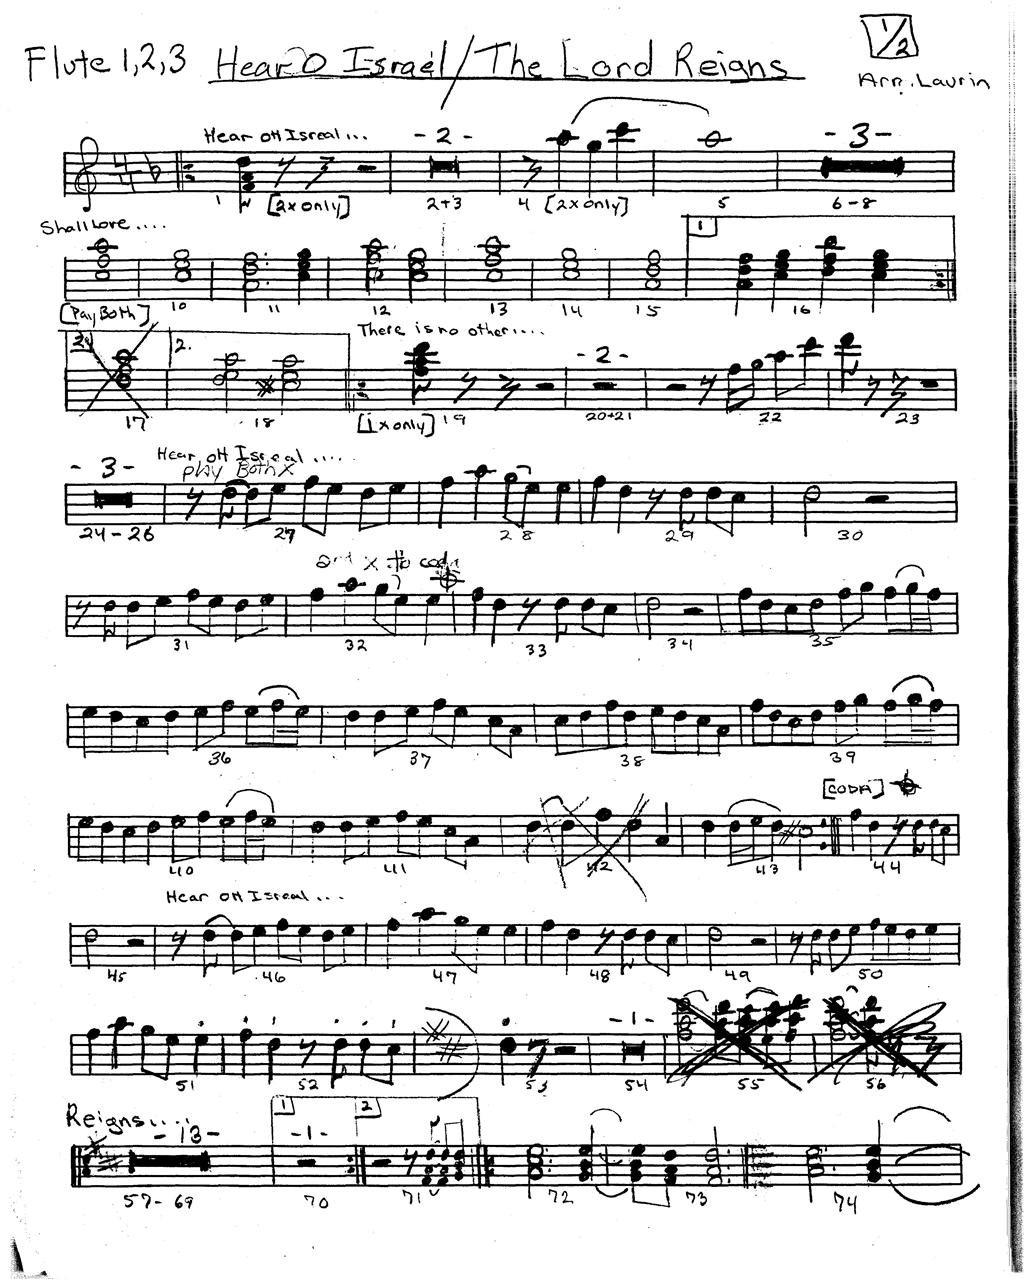 1/2
Flute 1,2,3 Hear O Israel/The Lord Reigns
Arr. Laurin
Hear OH Isreal... -2- -3-
1 [2x only] 2+3 4 [2x only] 5 6-8
Shall Love....
1
[Play Both] 10 11 12 13 14 15 16
There is no other....
2. -2-
17 18 [1x only] 19 20+21 22 23
-3- Hear OH Isreal....
play Both x
24-26 27 28 29 30
2nd x to coda
31 32 33 34 35
36 37 38 39
[CODA]
40 41 42 43 44
Hear OH Isreal...
45 46 47 48 49 50
-1-
51 52 53 54 55 56
Reigns....
-13- 1 -1- 2
57-69 70 71 72 73 74